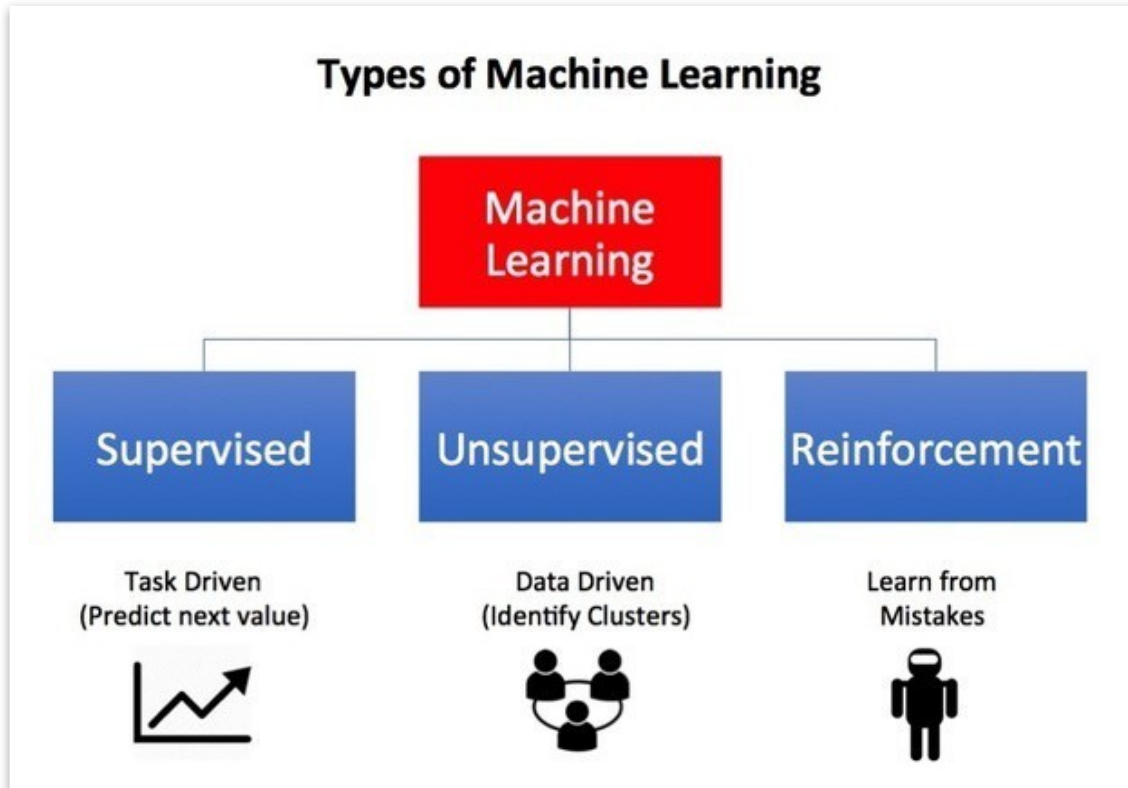 Types of Machine Learning
Machine
Learning
Supervised
Unsupervised
Reinforcement
Task Driven
(Predict next value)
Data Driven
(Identify Clusters)
Learn from
Mistakes